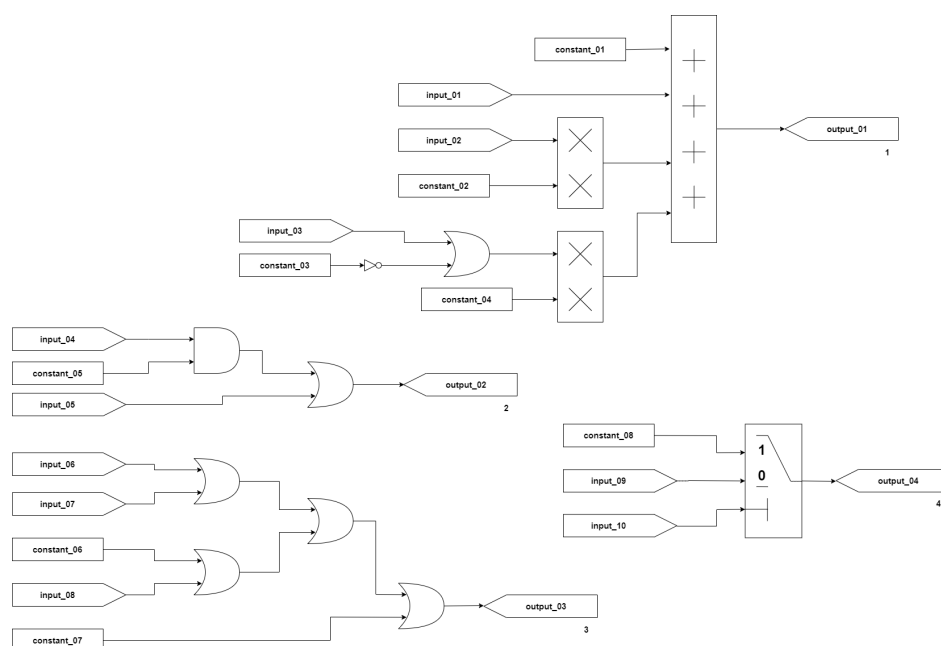 constant_01
input_01
input_02
output_01
1
constant_02
input_03
constant_03
constant_04
input_04
constant_05
input_05
output_02
2
constant_08
1
input_06
0
input_09
output_04
4
input_07
input_10
constant_06
input_08
output_03
3
constant_07